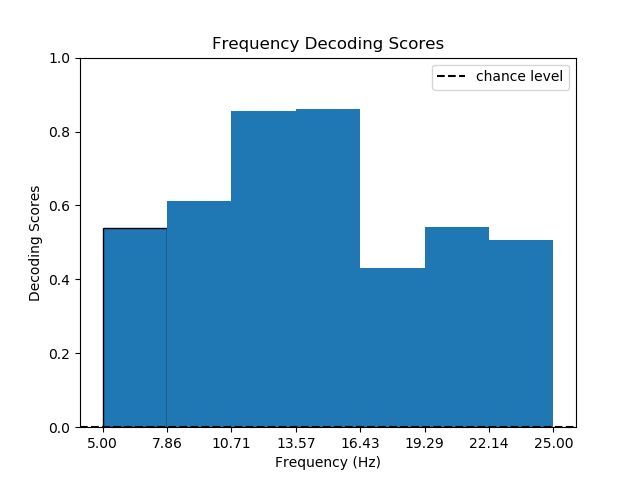 Frequency Decoding Scores
chance level
Decoding Scores
1.0
0.8
0.6
0.4
0.2
0.0
5.00 7.86 10.71 13.57 16.43 19.29 22.14 25.00
Frequency (Hz)